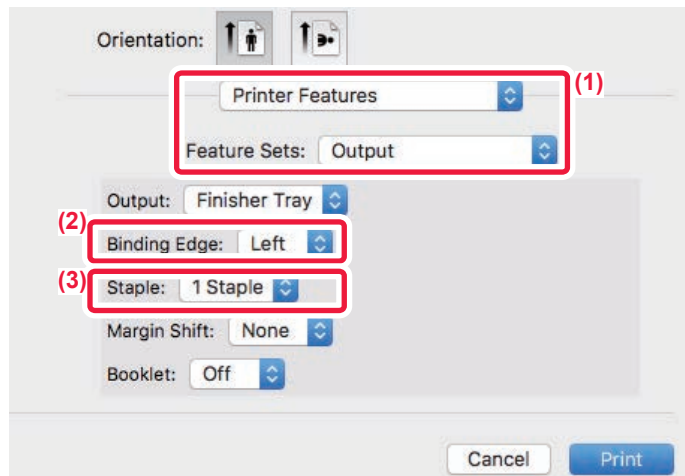 Orientation:
Printer Features
(1)
Feature Sets: Output
Output: Finisher Tray
(2)
Binding Edge: Left
(3)
Staple: 1 Staple
Margin Shift: None
Booklet: Off
Cancel Print